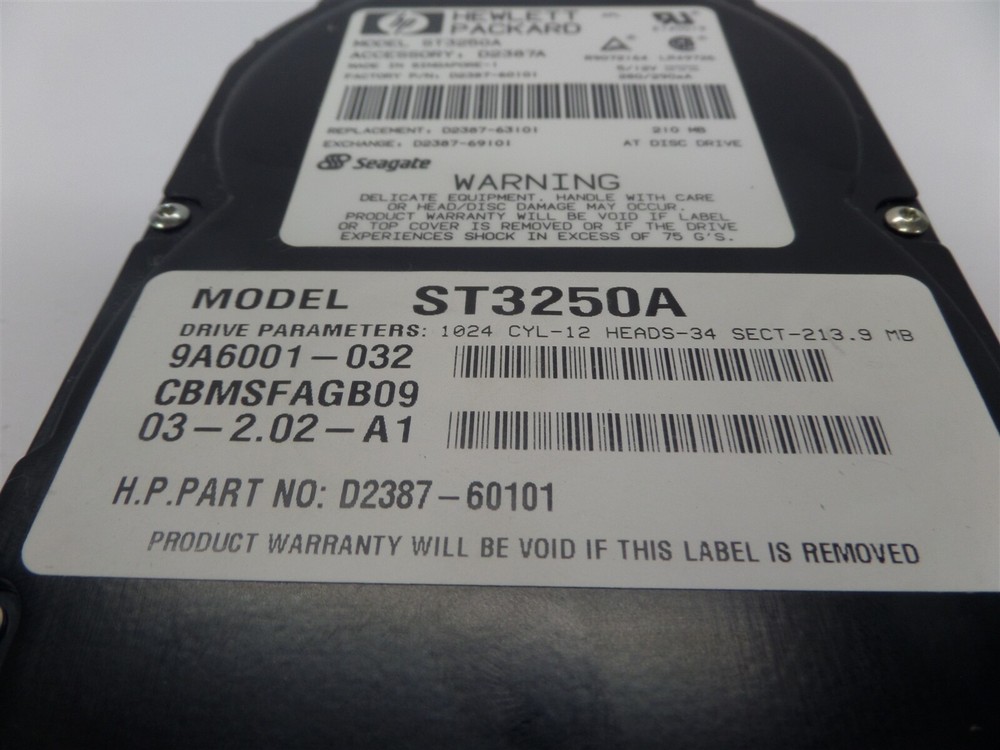 hp HEWLETT
PACKARD
MODEL ST3250A
ACCESSORY: D2387A
MADE IN SINGAPORE-1
FACTORY P/N: D2387-60101
5/12V
REPLACEMENT: D2387-63101 210 MB
EXCHANGE: D2387-69101 AT DISC DRIVE
Seagate
WARNING
DELICATE EQUIPMENT. HANDLE WITH CARE
OR HEAD/DISC DAMAGE MAY OCCUR.
PRODUCT WARRANTY WILL BE VOID IF LABEL
OR TOP COVER IS REMOVED OR IF THE DRIVE
EXPERIENCES SHOCK IN EXCESS OF 75 G'S.
MODEL ST3250A
DRIVE PARAMETERS: 1024 CYL-12 HEADS-34 SECT-213.9 MB
9A6001-032
CBMSFAGB09
03-2.02-A1
H.P.PART NO: D2387-60101
PRODUCT WARRANTY WILL BE VOID IF THIS LABEL IS REMOVED